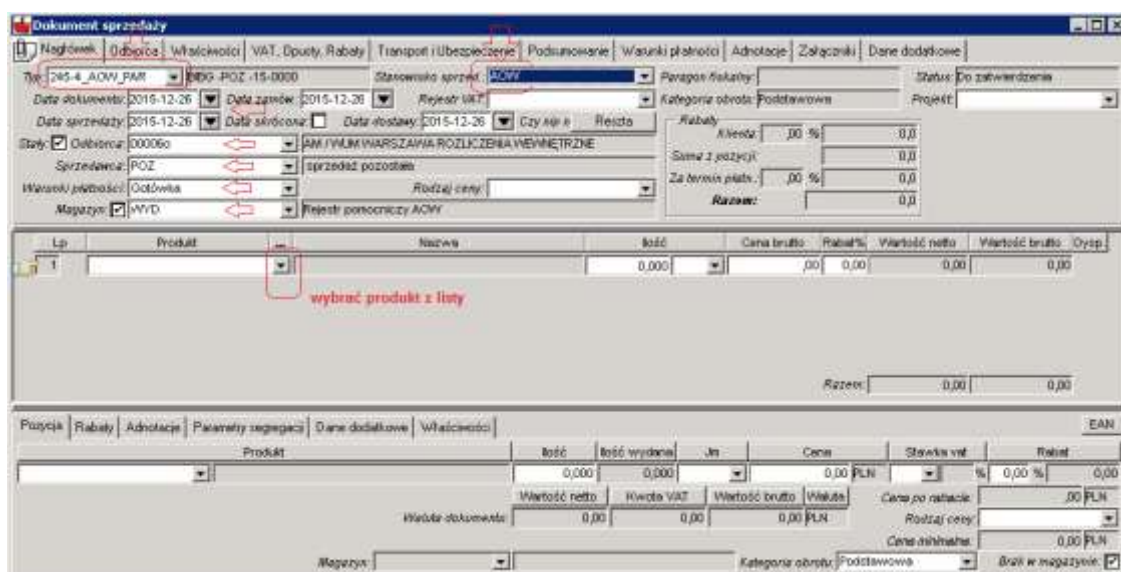 Dokument sprzedaży
Nagłówek Odbiorca Właściwości VAT, Opusty, Rabaty Transport i Ubezpieczenie Podsumowanie Warunki płatności Adnotacje Załączniki Dane dodatkowe
Typ: 245-4_AOW_PAR -POZ -15-0000 Stanowisko sprzed.: AOW Paragon fiskalny: Status: Do zatwierdzenia
Data dokumentu: 2015-12-26 Data zamów: 2015-12-26 Rejestr VAT: Kategoria obrotu: Podstawowa Projekt:
Data sprzedaży: 2015-12-26 Data skrócona: Data dostawy: 2015-12-26 Czy Reszta Rabaty
Stały: Odbiorca: AM / WUM WARSZAWA ROZLICZENIA WEWNĘTRZNE Klienta: ,00 % 0,0
Sprzedawca: POZ sprzedaż pozostała Suma z pozycji: 0,0
Warunki płatności: Gotówka Rodzaj ceny: Za termin płatn.: ,00 % 0,0
Magazyn: WYD Rejestr pomocniczy AOW Razem: 0,0
Lp Produkt ... Nazwa Ilość Cena brutto Rabat% Wartość netto Wartość brutto Dysp.
1 0,000 ,00 0,00 0,00 0,00
wybrać produkt z listy
Razem: 0,00 0,00
Pozycja Rabaty Adnotacje Parametry segregacji Dane dodatkowe Właściwości EAN
Produkt Ilość Ilość wydana Jm Cena Stawka vat Rabat
0,000 0,000 0,00 PLN % 0,00 % 0,00
Wartość netto Kwota VAT Wartość brutto Waluta Cena po rabacie: ,00 PLN
Waluta dokumentu: 0,00 0,00 0,00 PLN Rodzaj ceny:
Cena minimalna: 0,00 PLN
Magazyn: Kategoria obrotu: Podstawowa Brak w magazynie: